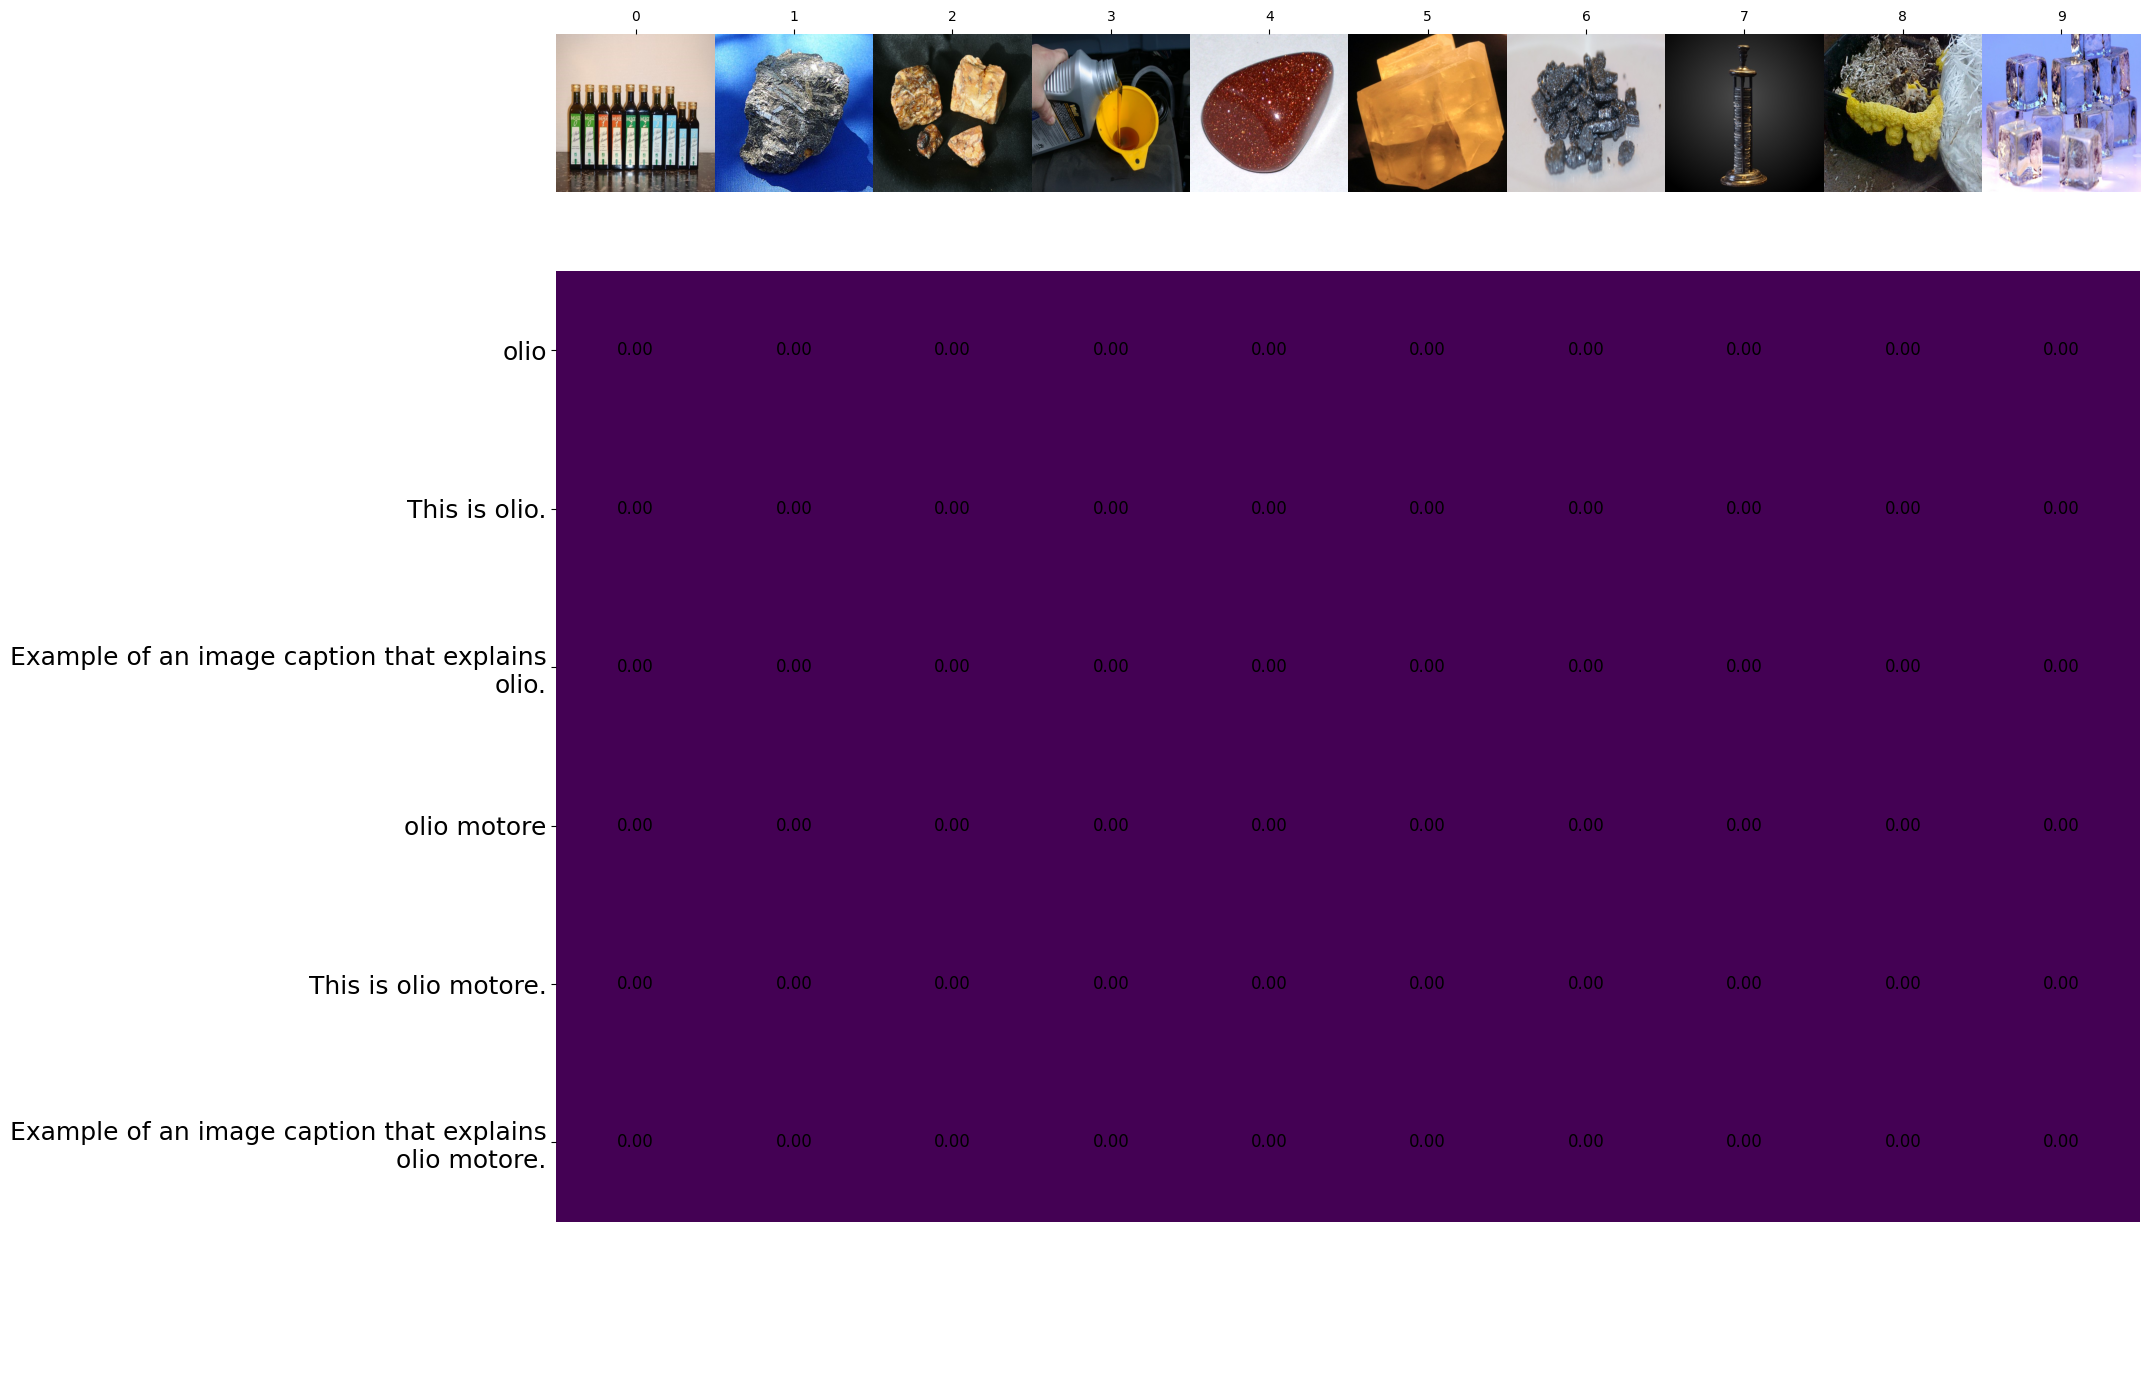 0 1 2 3 4 5 6 7 8 9
olio 0.00 0.00 0.00 0.00 0.00 0.00 0.00 0.00 0.00 0.00
This is olio. 0.00 0.00 0.00 0.00 0.00 0.00 0.00 0.00 0.00 0.00
Example of an image caption that explains
olio. 0.00 0.00 0.00 0.00 0.00 0.00 0.00 0.00 0.00 0.00
olio motore 0.00 0.00 0.00 0.00 0.00 0.00 0.00 0.00 0.00 0.00
This is olio motore. 0.00 0.00 0.00 0.00 0.00 0.00 0.00 0.00 0.00 0.00
Example of an image caption that explains
olio motore. 0.00 0.00 0.00 0.00 0.00 0.00 0.00 0.00 0.00 0.00